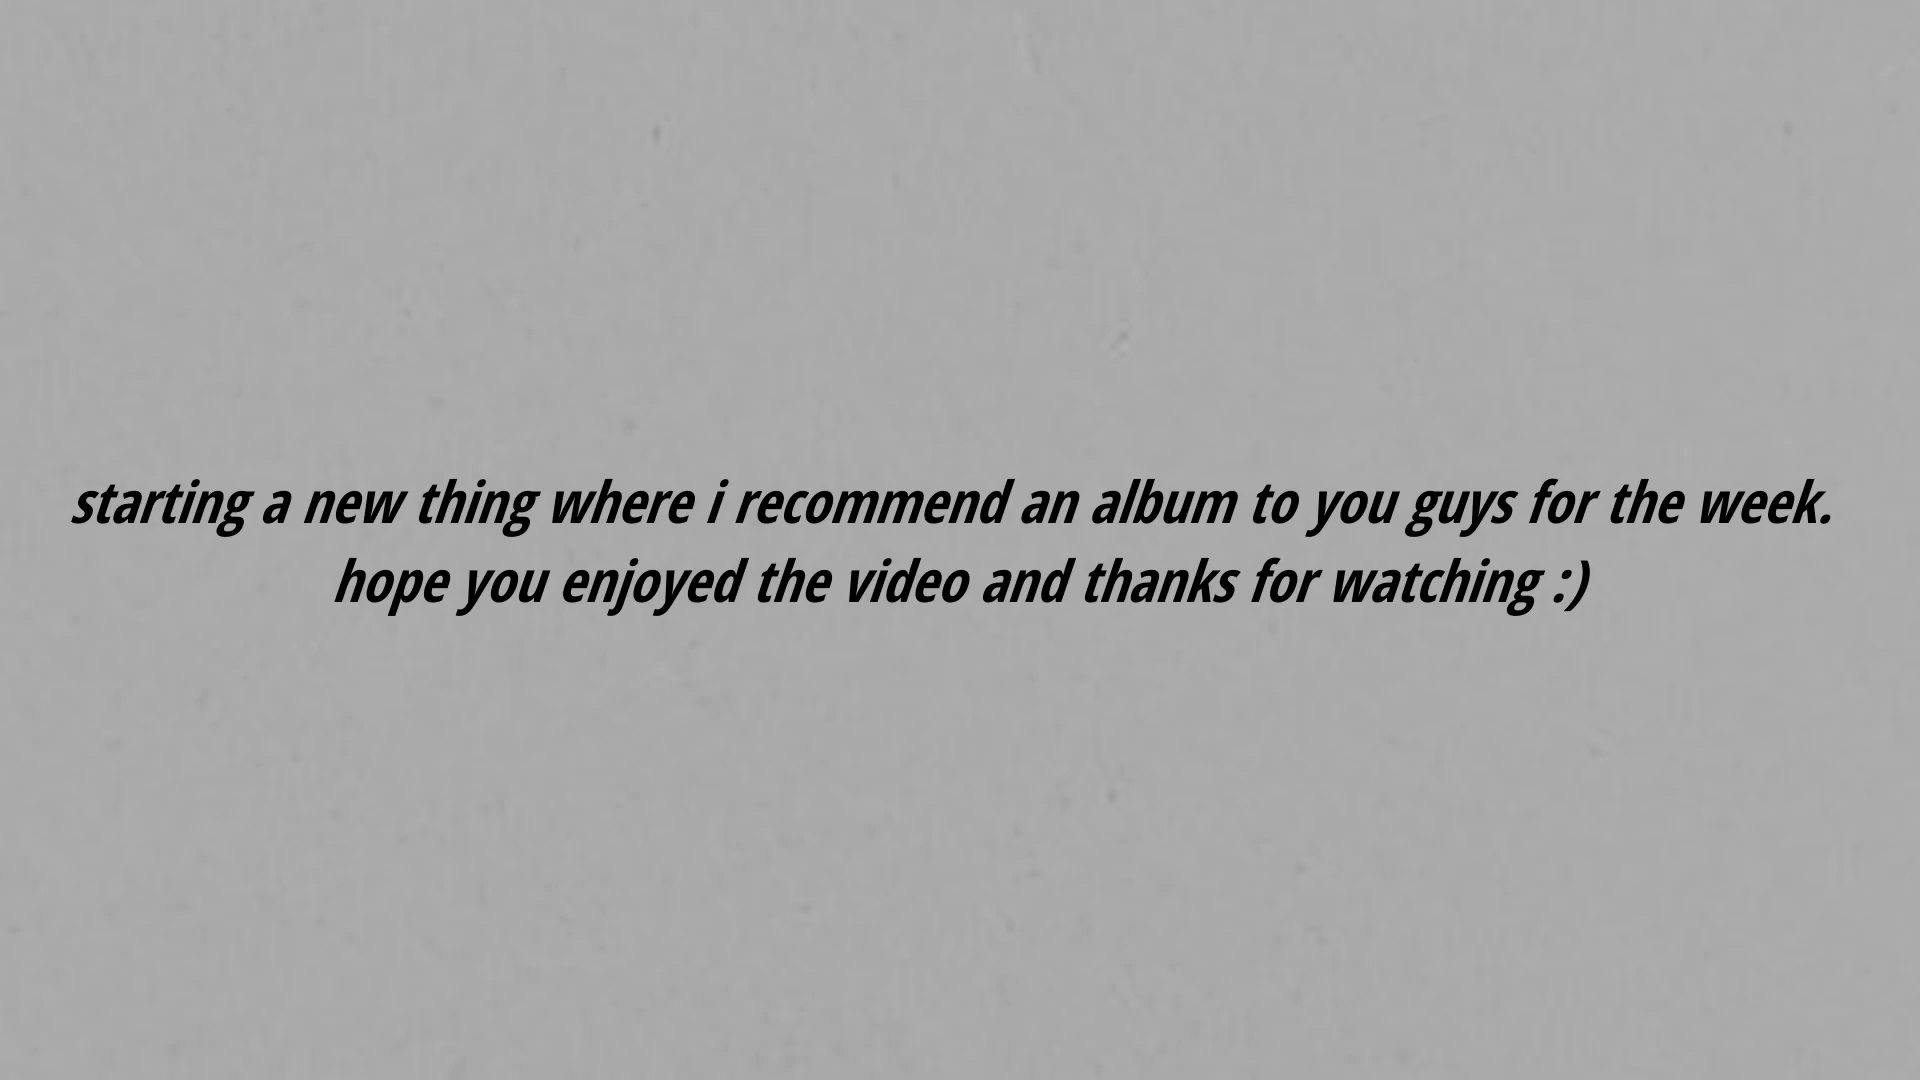 starting a new thing where i recommend an album to you guys for the week.
hope you enjoyed the video and thanks for watching :)